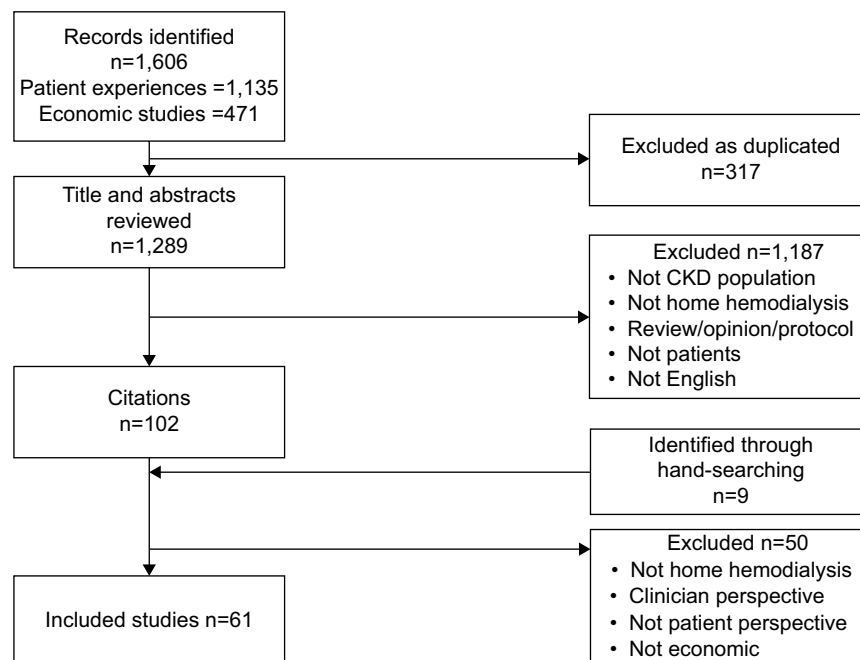 Records identified
n=1,606
Patient experiences =1,135
Economic studies =471
Excluded as duplicated
n=317
Title and abstracts
reviewed
n=1,289
Excluded n=1,187
• Not CKD population
• Not home hemodialysis
• Review/opinion/protocol
• Not patients
• Not English
Citations
n=102
Identified through
hand-searching
n=9
Excluded n=50
• Not home hemodialysis
• Clinician perspective
• Not patient perspective
• Not economic
Included studies n=61